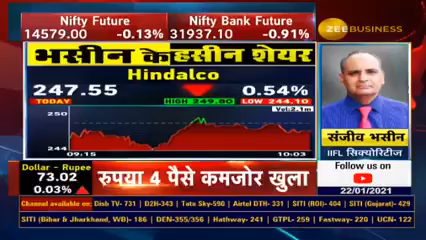 Nifty Future
14579.00 -0.13%
Nifty Bank Future
31937.10 -0.91%
ZEE BUSINESS
भसीन के हसीन शेयर
Hindalco
247.55 0.54%
TODAY HIGH 249.80 LOW 244.10
Vol:2.1m
250
244
09:15 10:03
संजीव भसीन
IIFL सिक्योरिटीज
Follow us on
22/01/2021
Dollar - Rupee
73.02
0.03%
रुपया 4 पैसे कमजोर खुला
Channel available on : Dish TV- 731 | D2H-343 | Tata Sky-590 | Airtel DTH- 331 | SITI (ROI)- 404 | SITI (Gujarat)- 429
SITI (Bihar & Jharkhand, WB)- 186 | DEN-355/356 | Hathway- 241 | GTPL- 259 | Fastway- 220 | UCN- 122